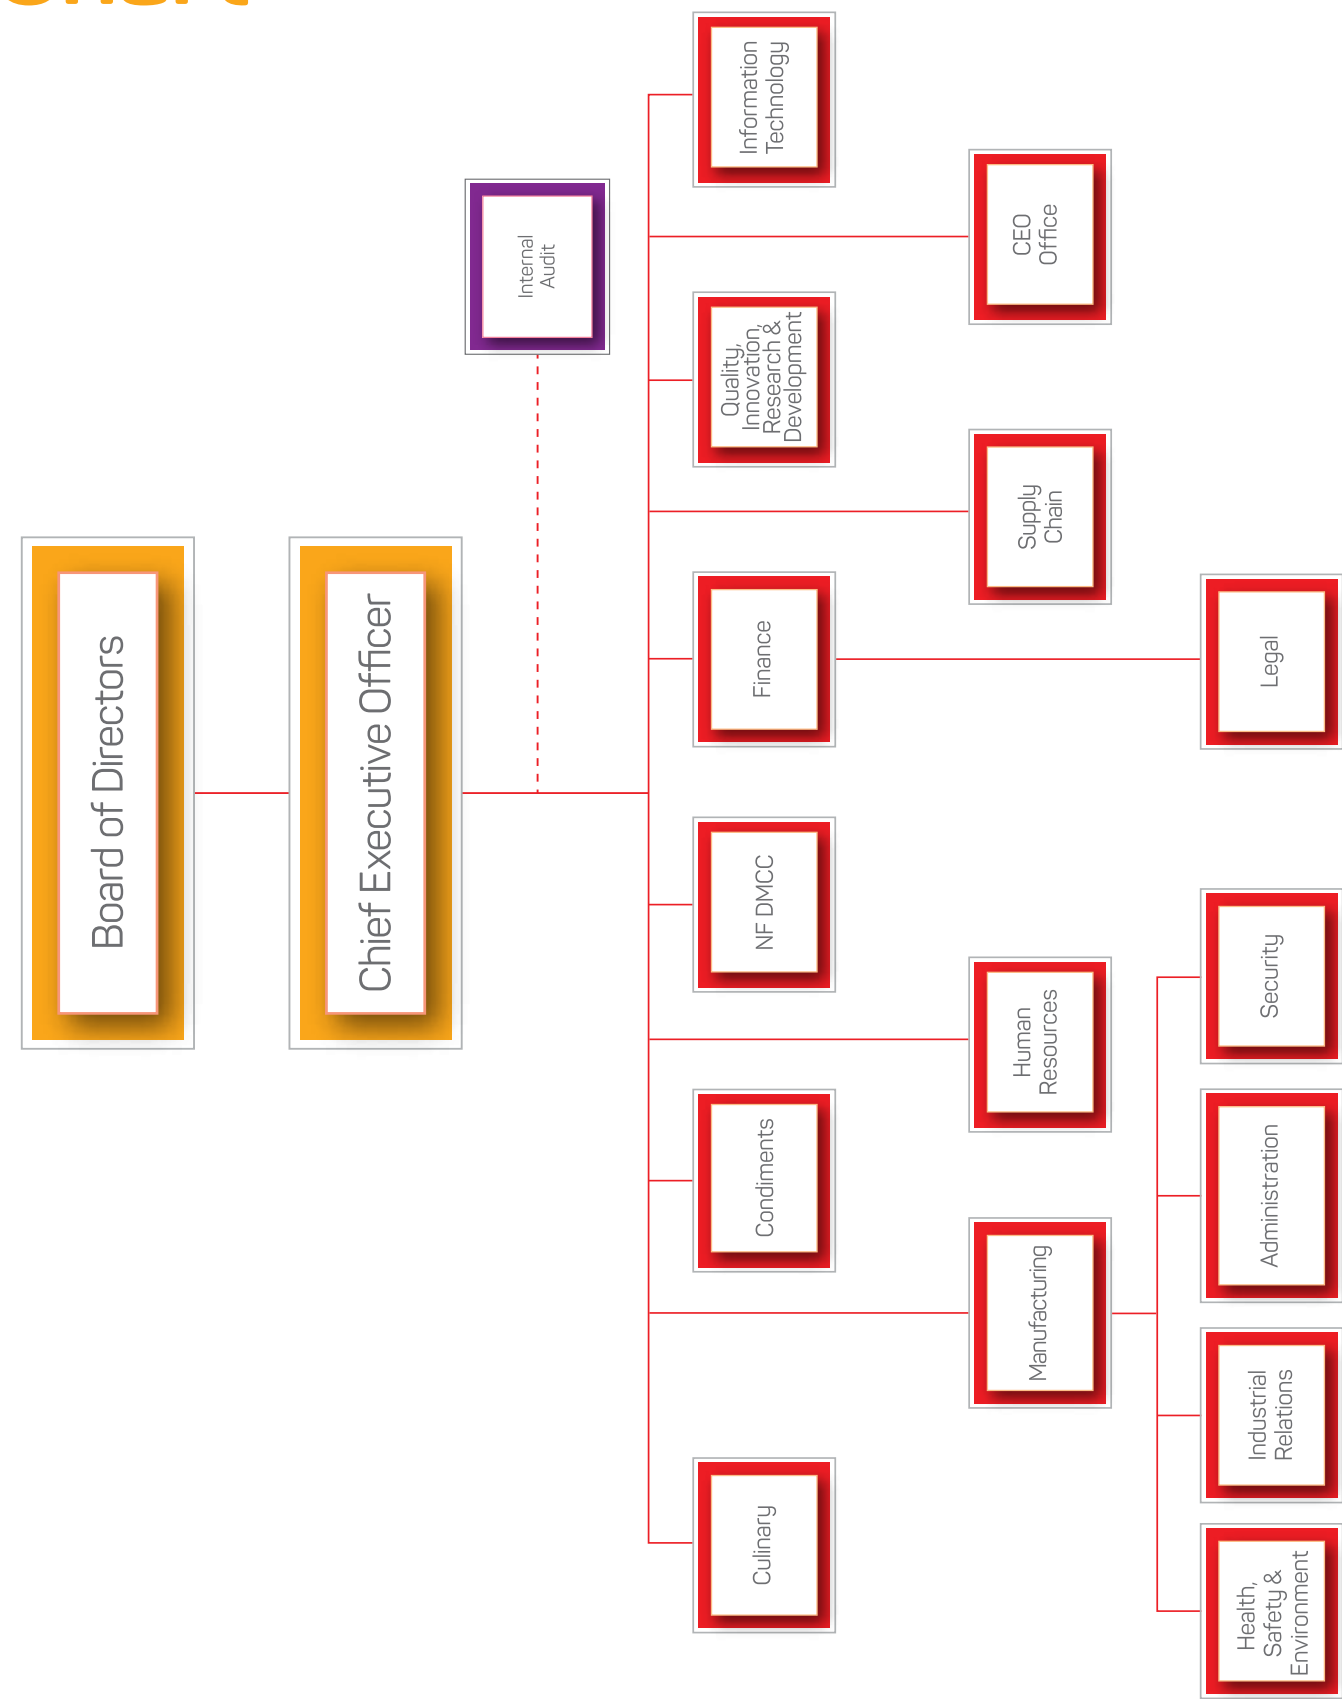 Board of Directors
Chief Executive Officer
Internal
Audit
Culinary
Condiments
NF DMCC
Finance
Quality,
Innovation,
Research &
Development
Information
Technology
Manufacturing
Human
Resources
Supply
Chain
CEO
Office
Health,
Safety &
Environment
Industrial
Relations
Administration
Security
Legal